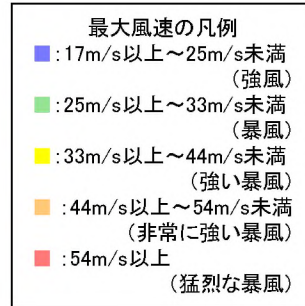 最大風速の凡例
:17m/s以上～25m/s未満
(強風)
:25m/s以上～33m/s未満
(暴風)
:33m/s以上～44m/s未満
(強い暴風)
:44m/s以上～54m/s未満
(非常に強い暴風)
:54m/s以上
(猛烈な暴風)